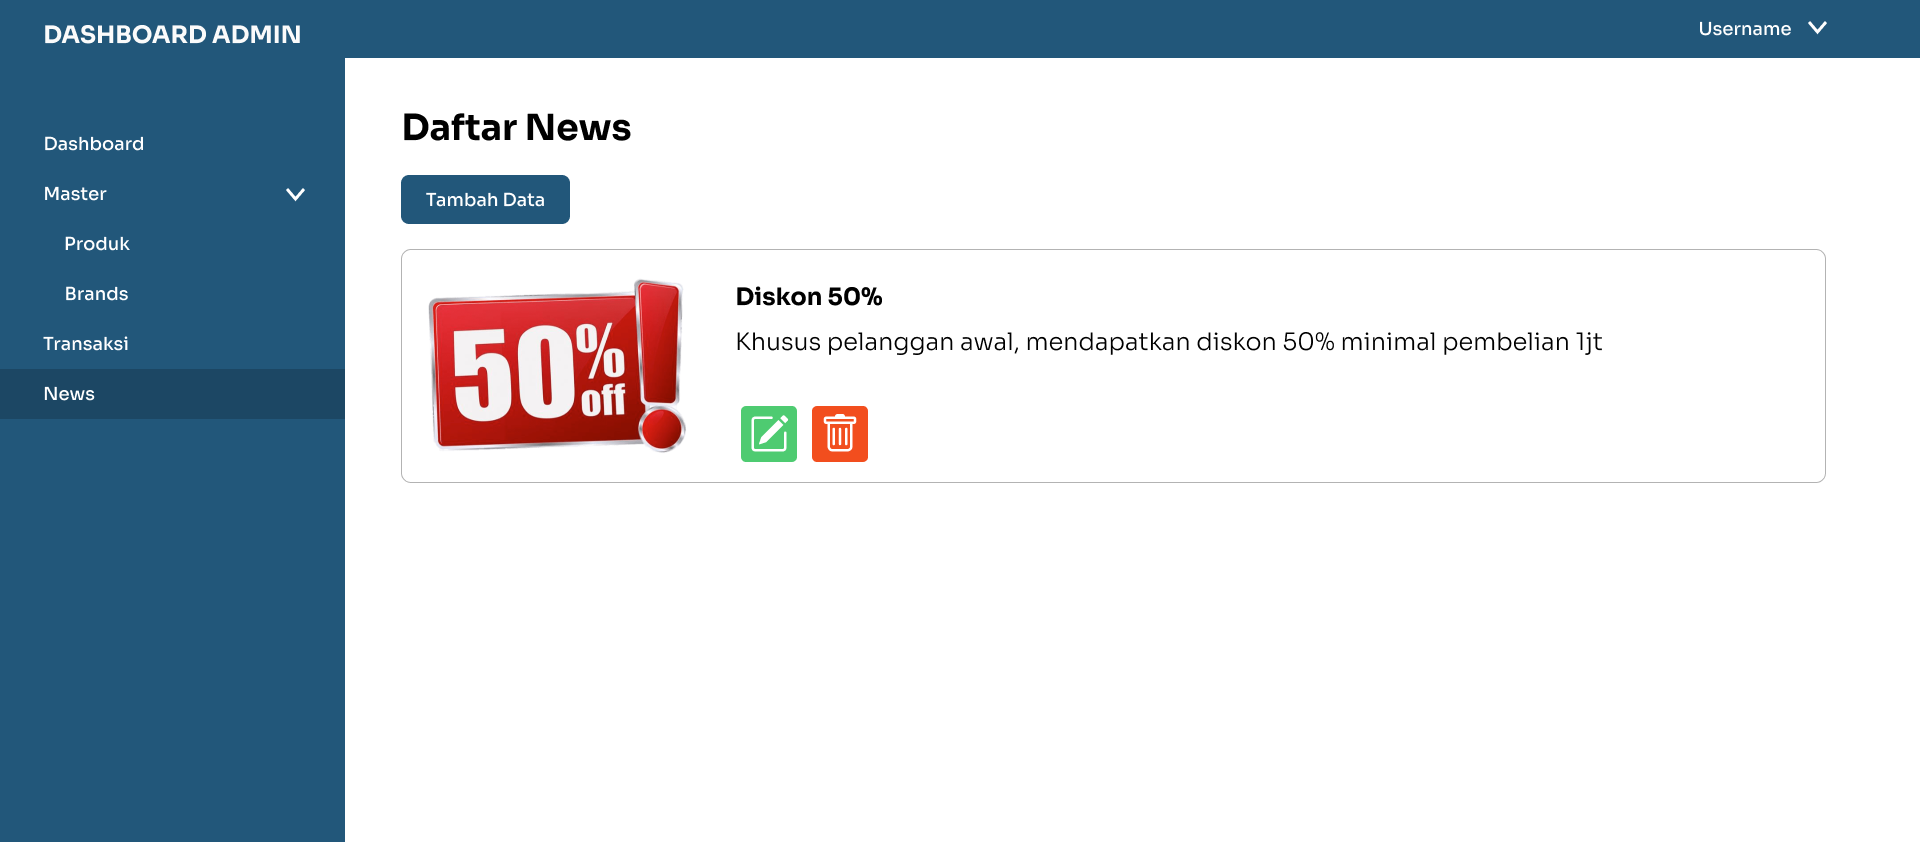 DASHBOARD ADMIN
Username
Dashboard
Master
Produk
Brands
Transaksi
News
Daftar News
Tambah Data
50% off
Diskon 50%
Khusus pelanggan awal, mendapatkan diskon 50% minimal pembelian 1jt